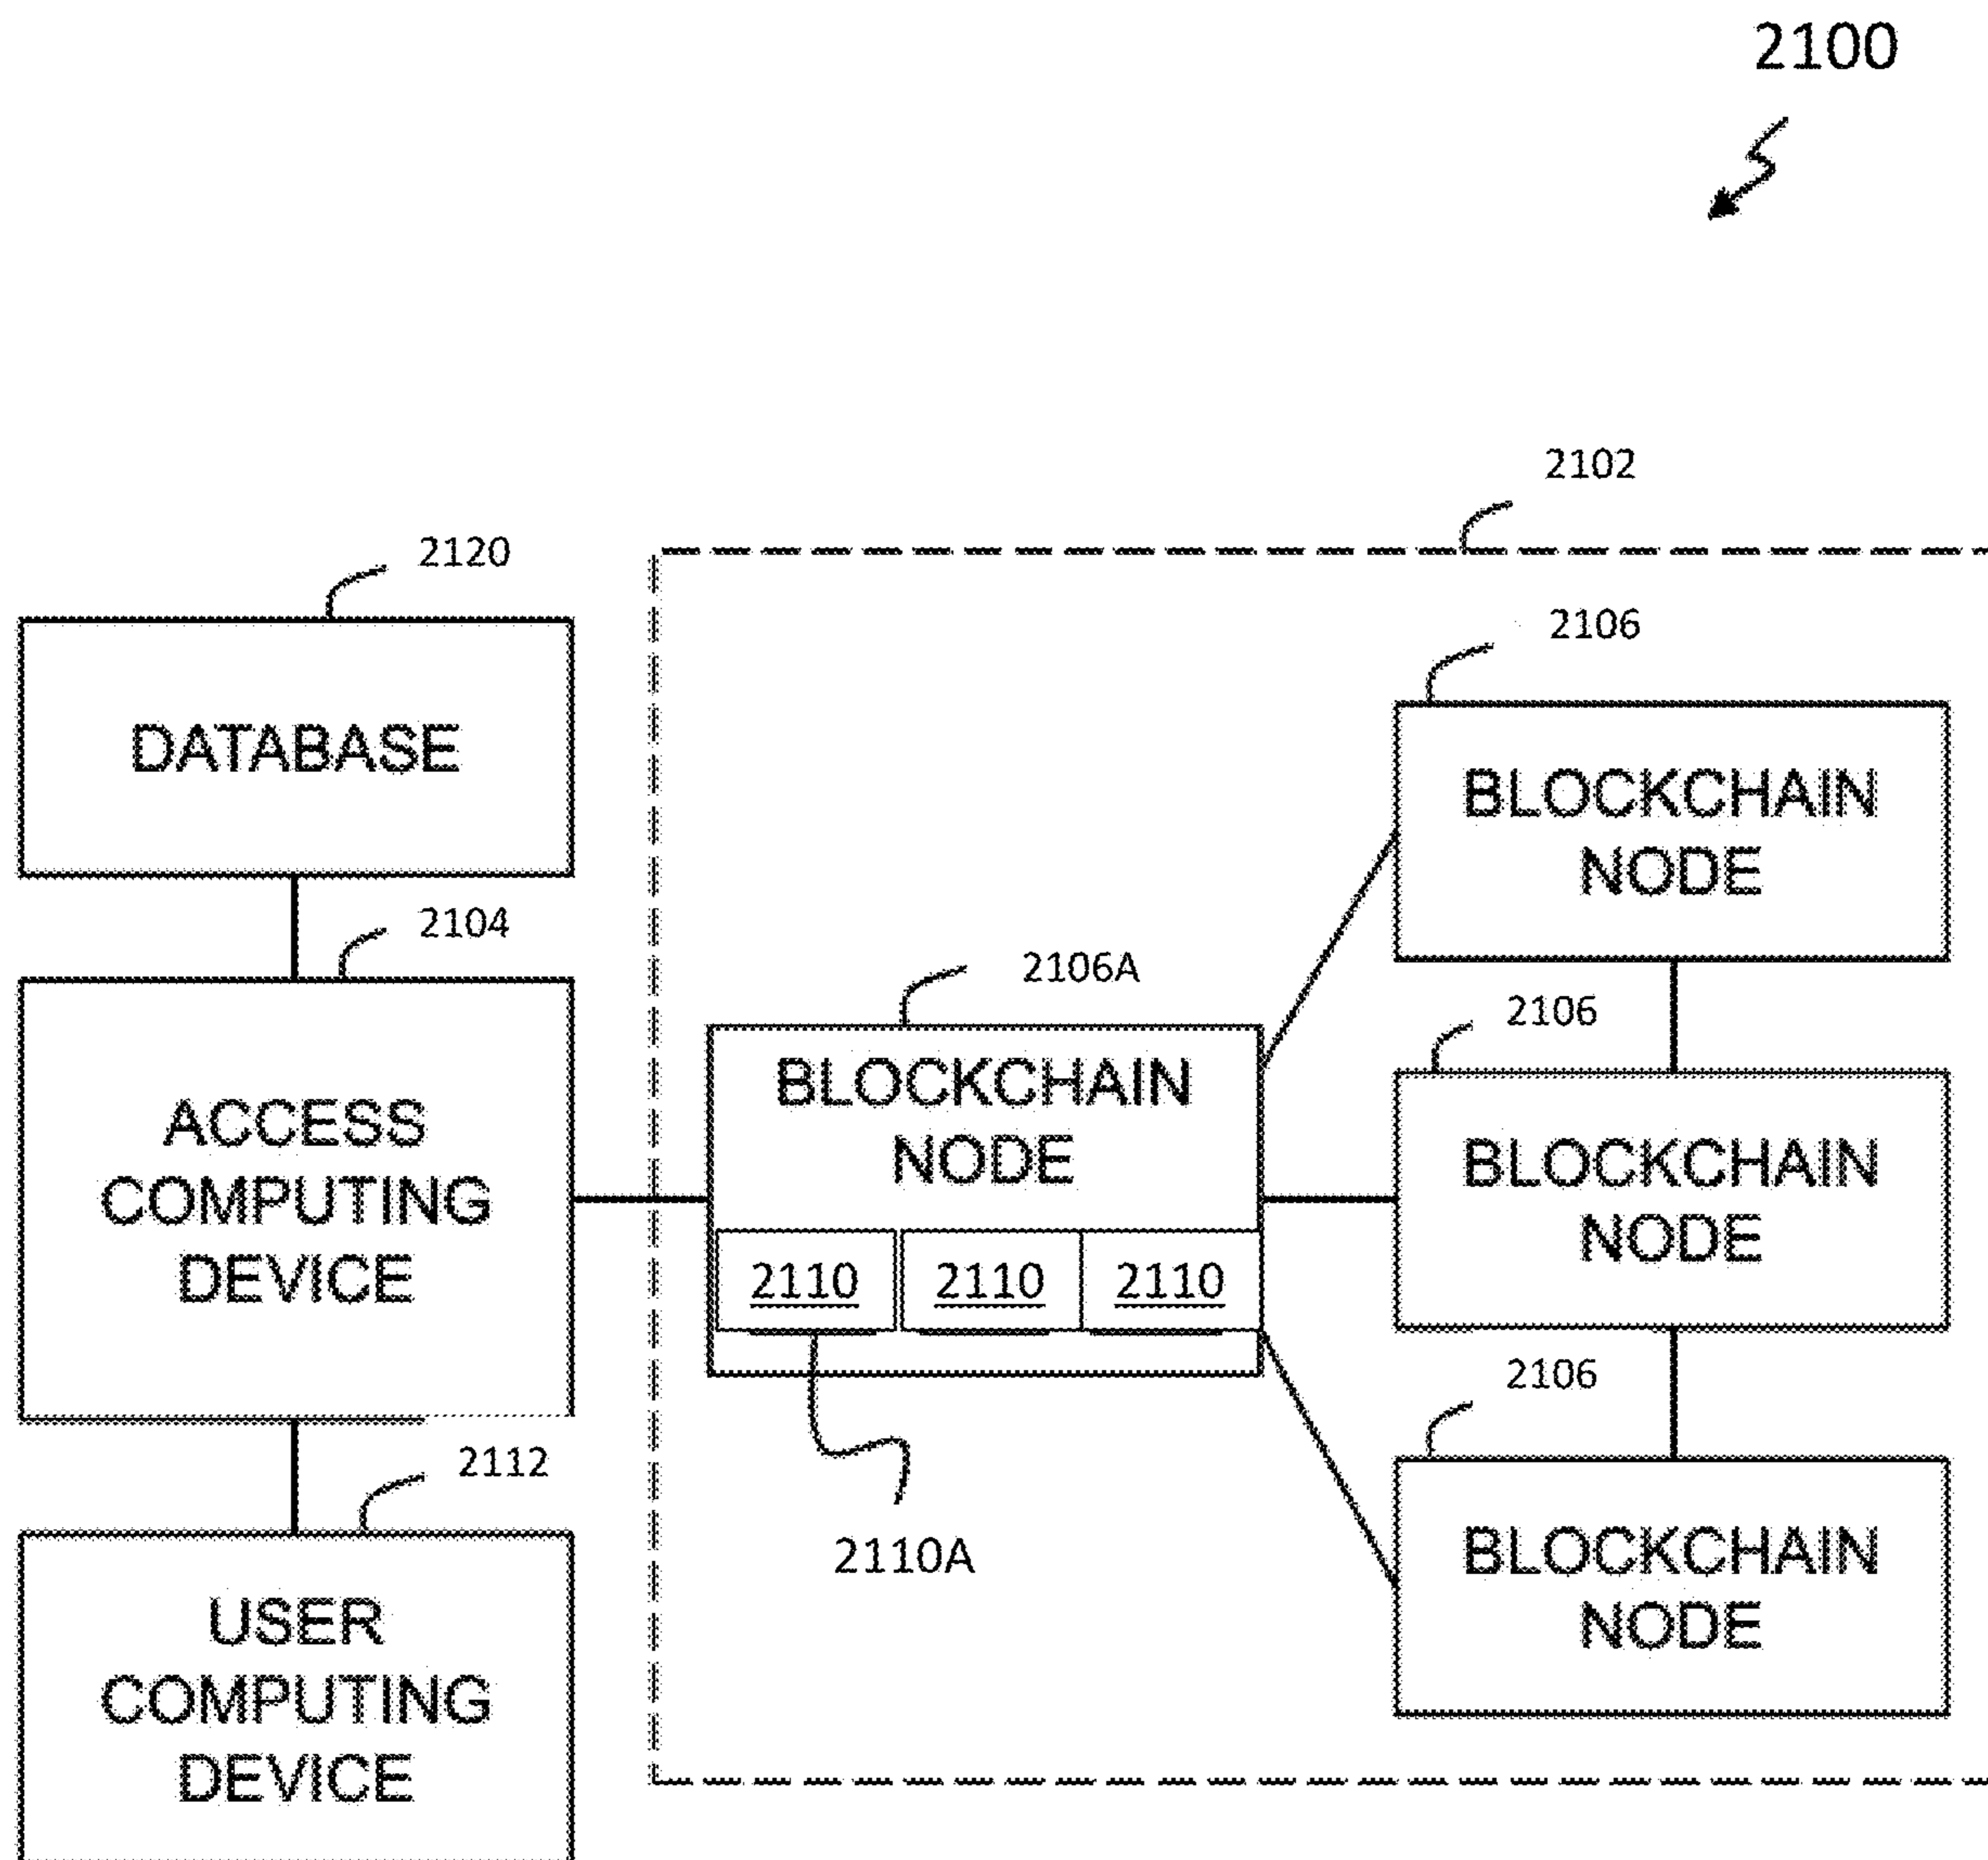 2100
2102
2120
DATABASE
2106
BLOCKCHAIN
NODE
2104
ACCESS
COMPUTING
DEVICE
2106A
BLOCKCHAIN
NODE
2110 2110 2110
2110A
2106
BLOCKCHAIN
NODE
2106
BLOCKCHAIN
NODE
2112
USER
COMPUTING
DEVICE